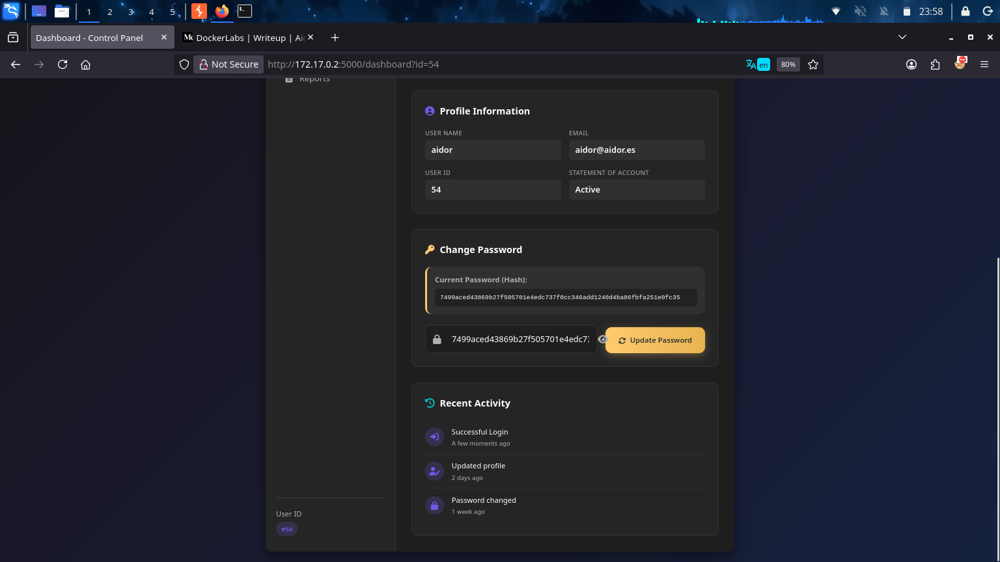 1 2 3 4 5
23:58
Dashboard - Control Panel
DockerLabs | Writeup | Aid
Not Secure
http://172.17.0.2:5000/dashboard?id=54
en
80%
Reports
Profile Information
USER NAME
EMAIL
aidor
aidor@aidor.es
USER ID
STATEMENT OF ACCOUNT
54
Active
Change Password
Current Password (Hash):
7499aced43869b27f505701e4edc737f0cc346add1240d4ba86fbfa251e0fc35
7499aced43869b27f505701e4edc73
Update Password
Recent Activity
Successful Login
A few moments ago
Updated profile
2 days ago
Password changed
1 week ago
User ID
#54